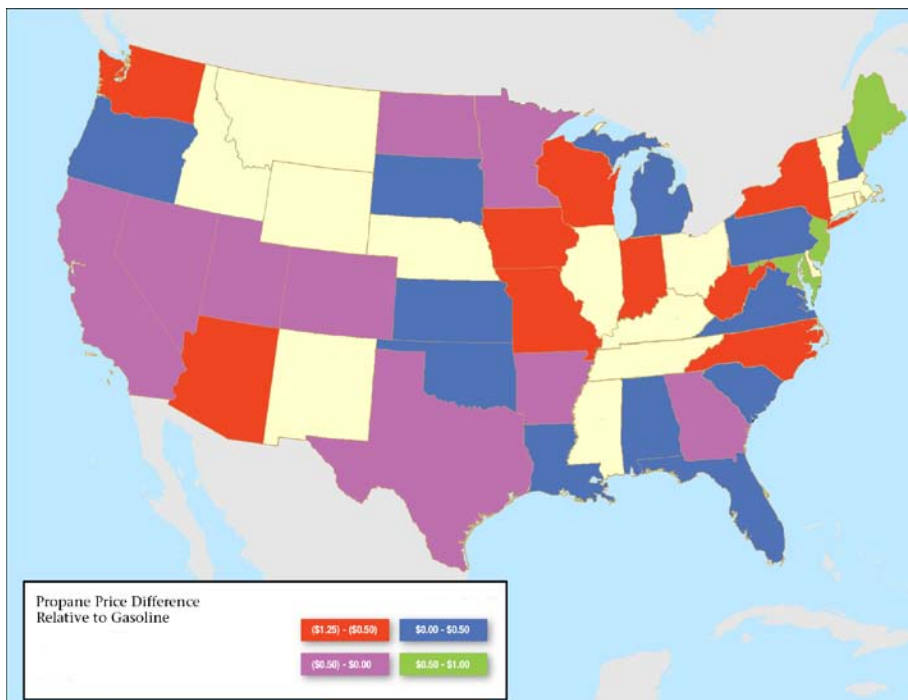 Propane Price Difference
Relative to Gasoline
($1.25) - ($0.50)
$0.00 - $0.50
($0.50) - $0.00
$0.50 - $1.00